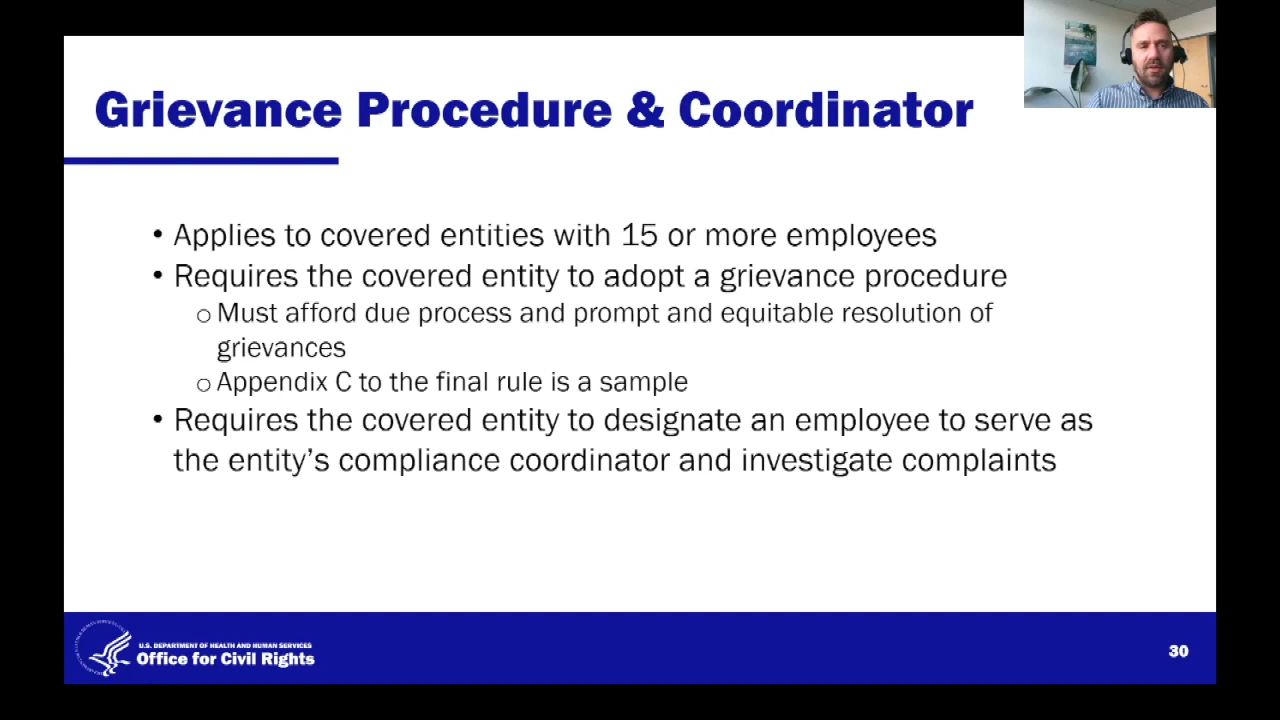 Grievance Procedure & Coordinator
• Applies to covered entities with 15 or more employees
• Requires the covered entity to adopt a grievance procedure
o Must afford due process and prompt and equitable resolution of
grievances
o Appendix C to the final rule is a sample
• Requires the covered entity to designate an employee to serve as
the entity's compliance coordinator and investigate complaints
U.S. DEPARTMENT OF HEALTH AND HUMAN SERVICES
Office for Civil Rights
30